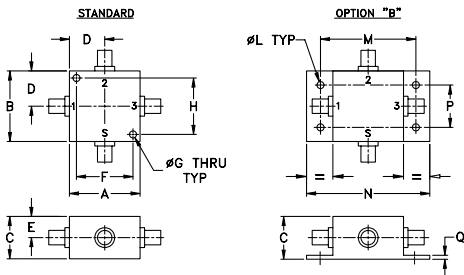 STANDARD
OPTION "B"
D
M
ØL TYP
2
2
D
B
1
3
H
1
3
P
S
S
ØG THRU
TYP
F
A
=
=
N
E
C
C
Q